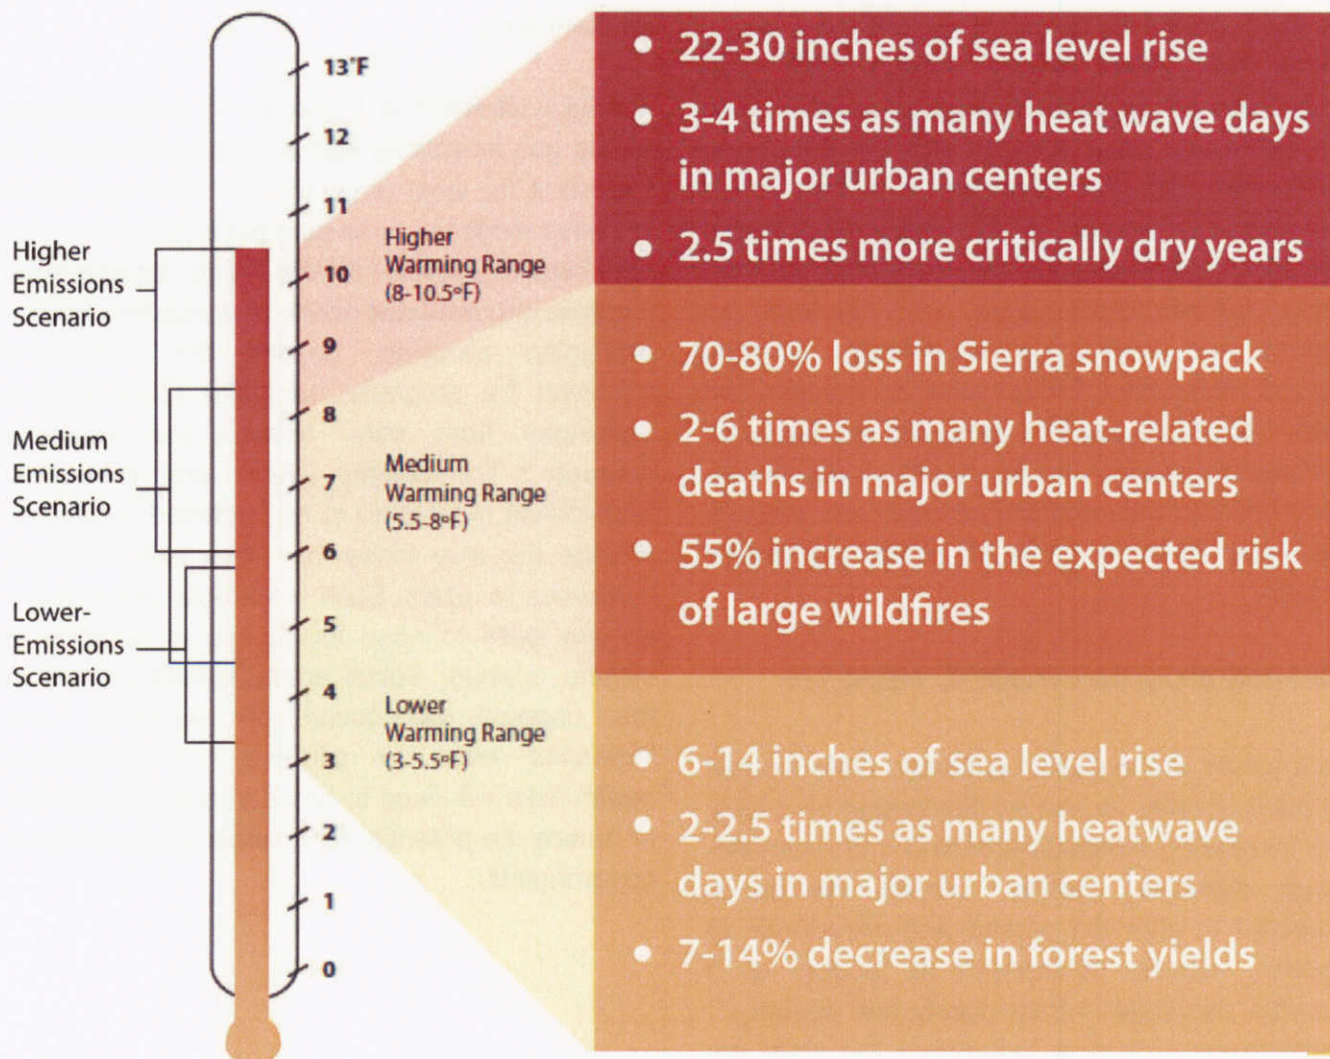 13°F
12
11
10
9
8
7
6
5
4
3
2
1
0
Higher
Emissions
Scenario
Medium
Emissions
Scenario
Lower-
Emissions
Scenario
Higher
Warming Range
(8-10.5°F)
Medium
Warming Range
(5.5-8°F)
Lower
Warming Range
(3-5.5°F)
• 22-30 inches of sea level rise
• 3-4 times as many heat wave days
in major urban centers
• 2.5 times more critically dry years
• 70-80% loss in Sierra snowpack
• 2-6 times as many heat-related
deaths in major urban centers
• 55% increase in the expected risk
of large wildfires
• 6-14 inches of sea level rise
• 2-2.5 times as many heatwave
days in major urban centers
• 7-14% decrease in forest yields